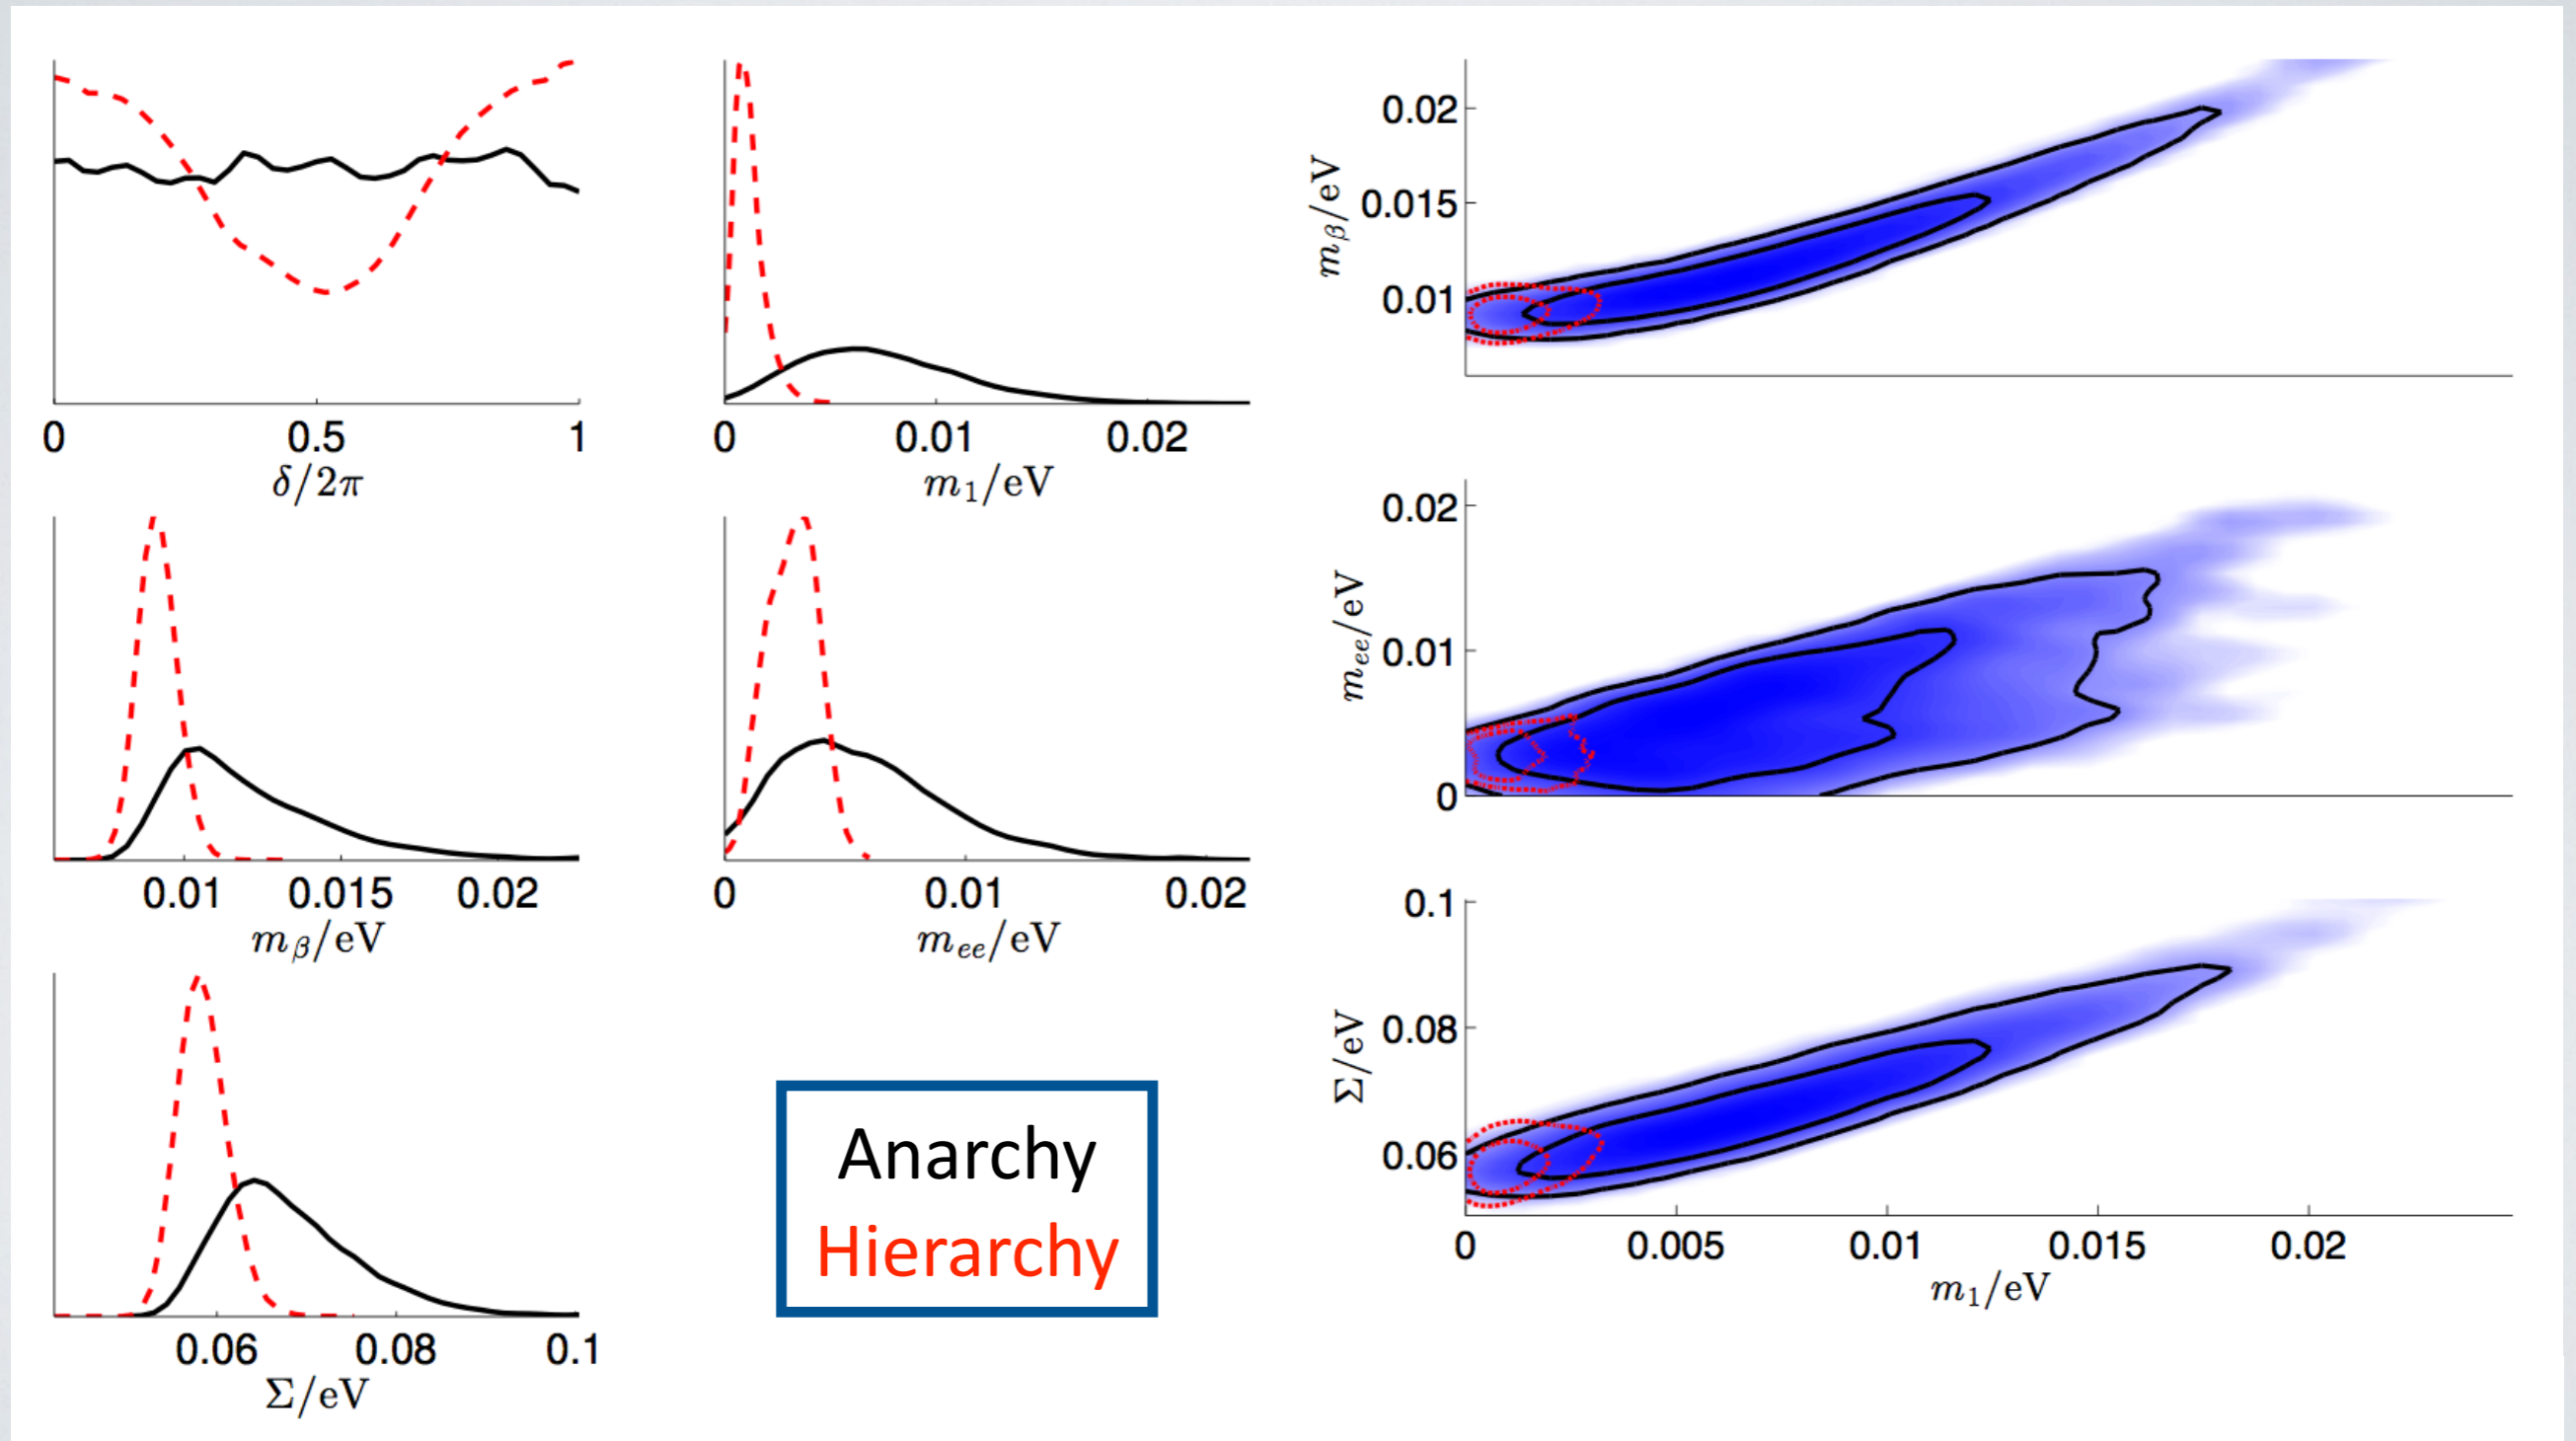 0 0.5 1
δ/2π
0 0.01 0.02
m₁/eV
0.01 0.015 0.02
m_β/eV
0 0.01 0.02
m_ee/eV
0.06 0.08 0.1
Σ/eV
Anarchy
Hierarchy
0.02
0.015
0.01
m_β/eV
0.02
0.01
0
m_ee/eV
0.1
0.08
0.06
Σ/eV
0 0.005 0.01 0.015 0.02
m₁/eV